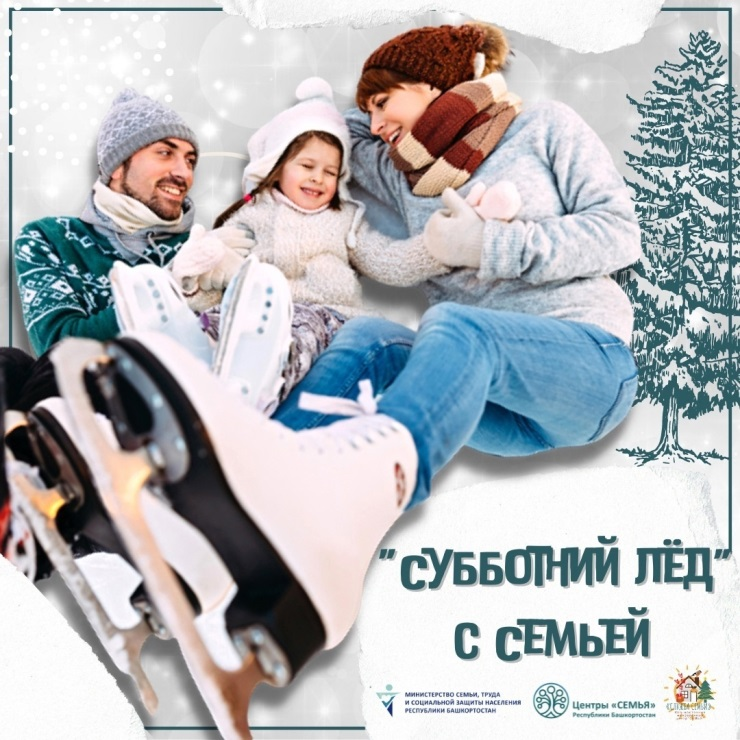 "СУББОТНИЙ ЛЁД"
С СЕМЬЕЙ
МИНИСТЕРСТВО СЕМЬИ, ТРУДА
И СОЦИАЛЬНОЙ ЗАЩИТЫ НАСЕЛЕНИЯ
РЕСПУБЛИКИ БАШКОРТОСТАН
Центры «СЕМЬЯ»
Республики Башкортостан